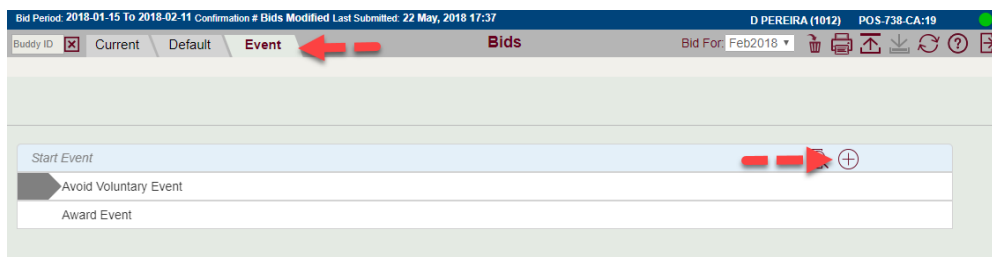 Bid Period: 2018-01-15 To 2018-02-11 Confirmation # Bids Modified Last Submitted: 22 May, 2018 17:37 D PEREIRA (1012) POS-738-CA:19
Buddy ID Current Default Event Bids Bid For: Feb2018
Start Event
Avoid Voluntary Event
Award Event